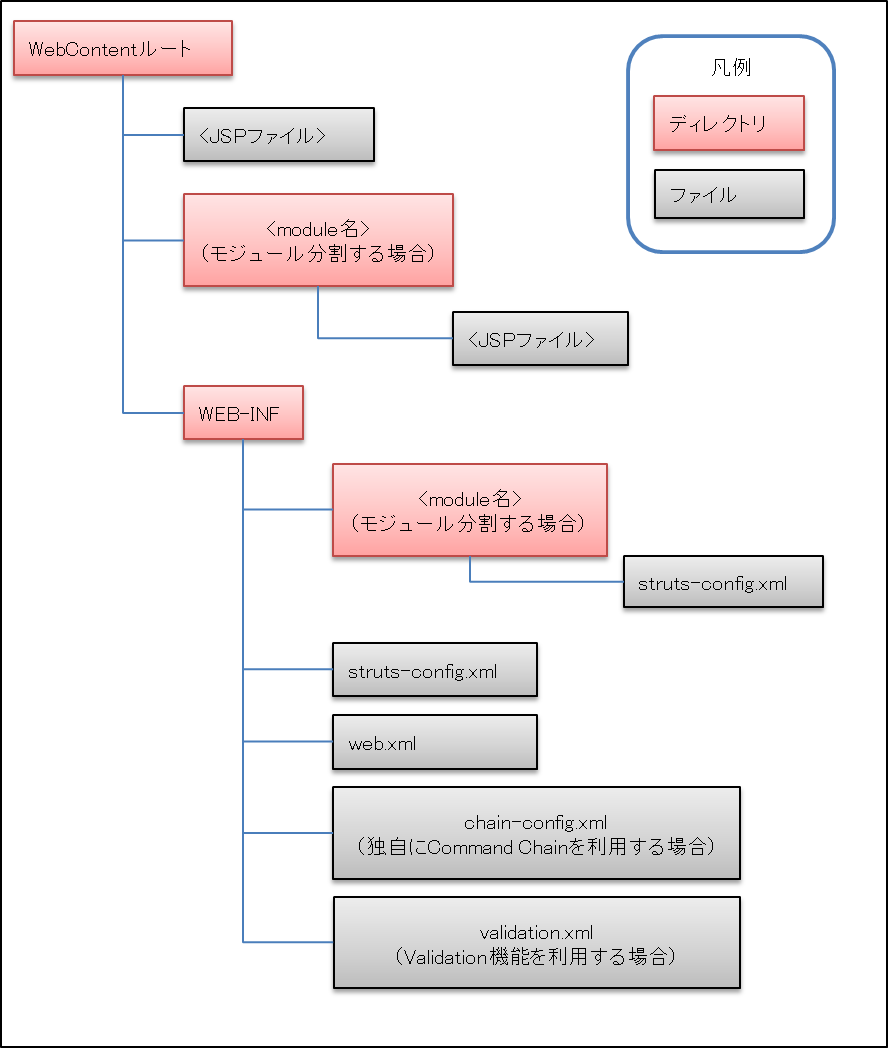 WebContentルート
凡例
ディレクトリ
ファイル
<JSPファイル>
<module名>
（モジュール分割する場合）
<JSPファイル>
WEB-INF
<module名>
（モジュール分割する場合）
struts-config.xml
struts-config.xml
web.xml
chain-config.xml
（独自にCommand Chainを利用する場合）
validation.xml
（Validation機能を利用する場合）